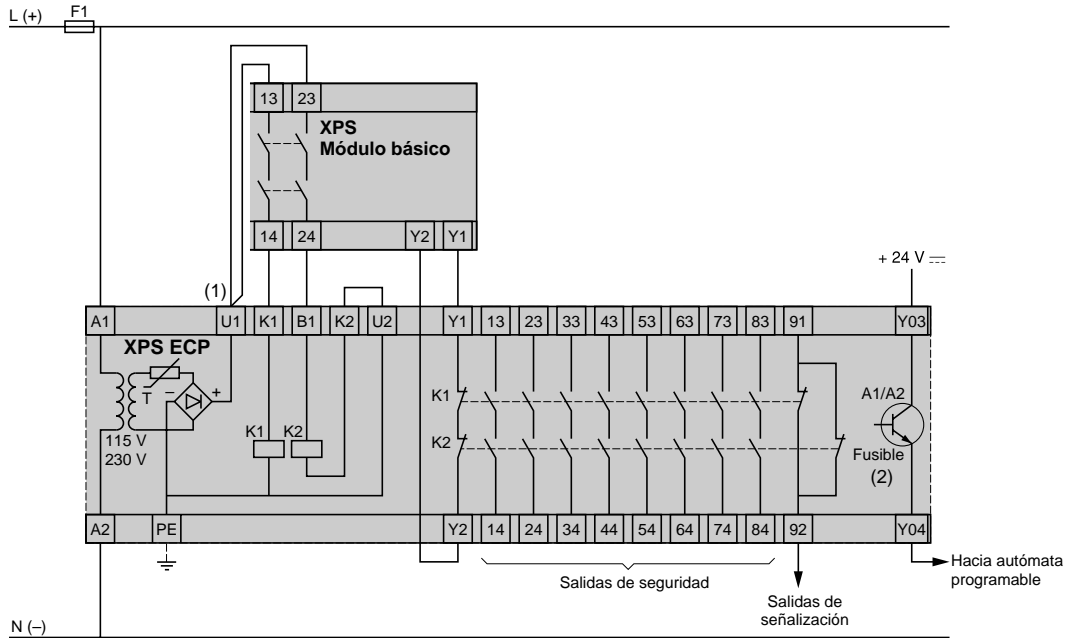 L (+)
F1
13 23
XPS
Módulo básico
14 24 Y2 Y1
+ 24 V
(1)
A1 U1 K1 B1 K2 U2 Y1 13 23 33 43 53 63 73 83 91 Y03
XPS ECP
T
–
+
115 V
230 V
K1 K2
K1
K2
A1/A2
Fusible
(2)
A2 PE Y2 14 24 34 44 54 64 74 84 92 Y04
Salidas de seguridad
Hacia autómata
programable
Salidas de
señalización
N (–)